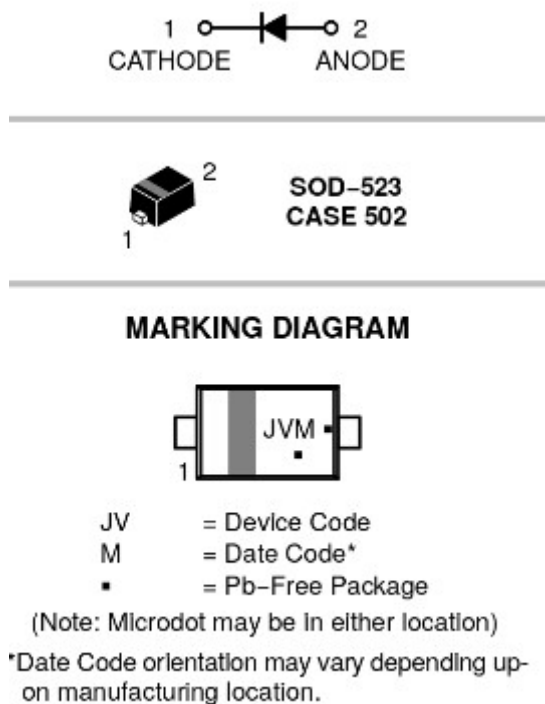 1 2
CATHODE ANODE
2
SOD-523
CASE 502
1
MARKING DIAGRAM
JVM ▪
▪
1
JV = Device Code
M = Date Code*
▪ = Pb-Free Package
(Note: Microdot may be in either location)
*Date Code orientation may vary depending up-
on manufacturing location.